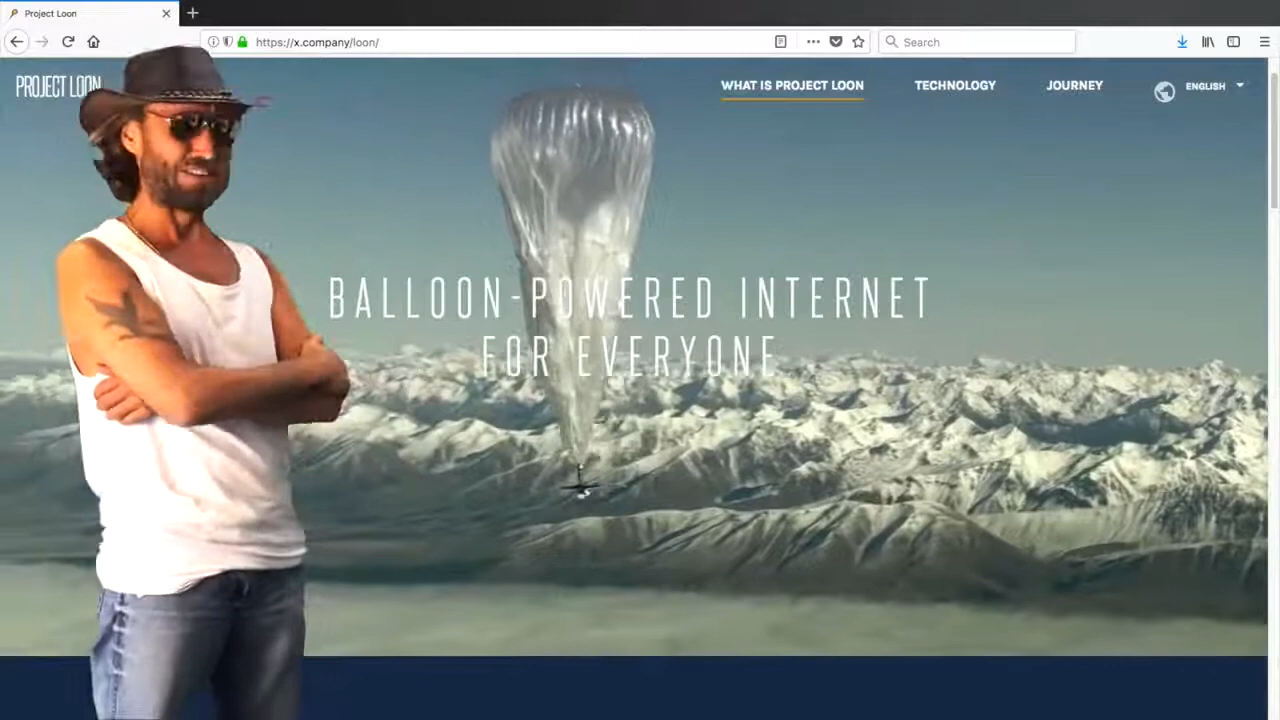 Project Loon
https://x.company/loon/
Search
PROJECT LOON
WHAT IS PROJECT LOON
TECHNOLOGY
JOURNEY
ENGLISH
BALLOON-POWERED INTERNET
FOR EVERYONE